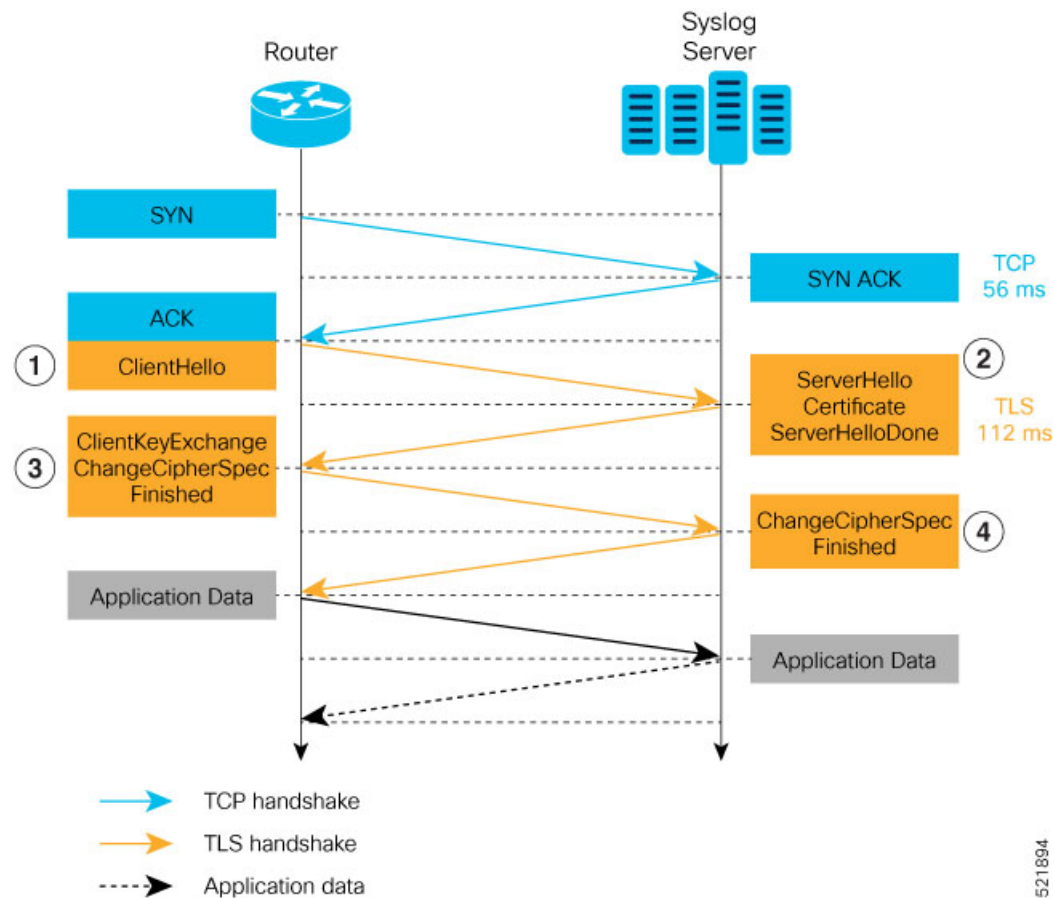 Router
Syslog
Server
SYN
SYN ACK
TCP
56 ms
ACK
1
ClientHello
2
ServerHello
Certificate
ServerHelloDone
TLS
112 ms
3
ClientKeyExchange
ChangeCipherSpec
Finished
ChangeCipherSpec
Finished
4
Application Data
Application Data
TCP handshake
TLS handshake
Application data
521894